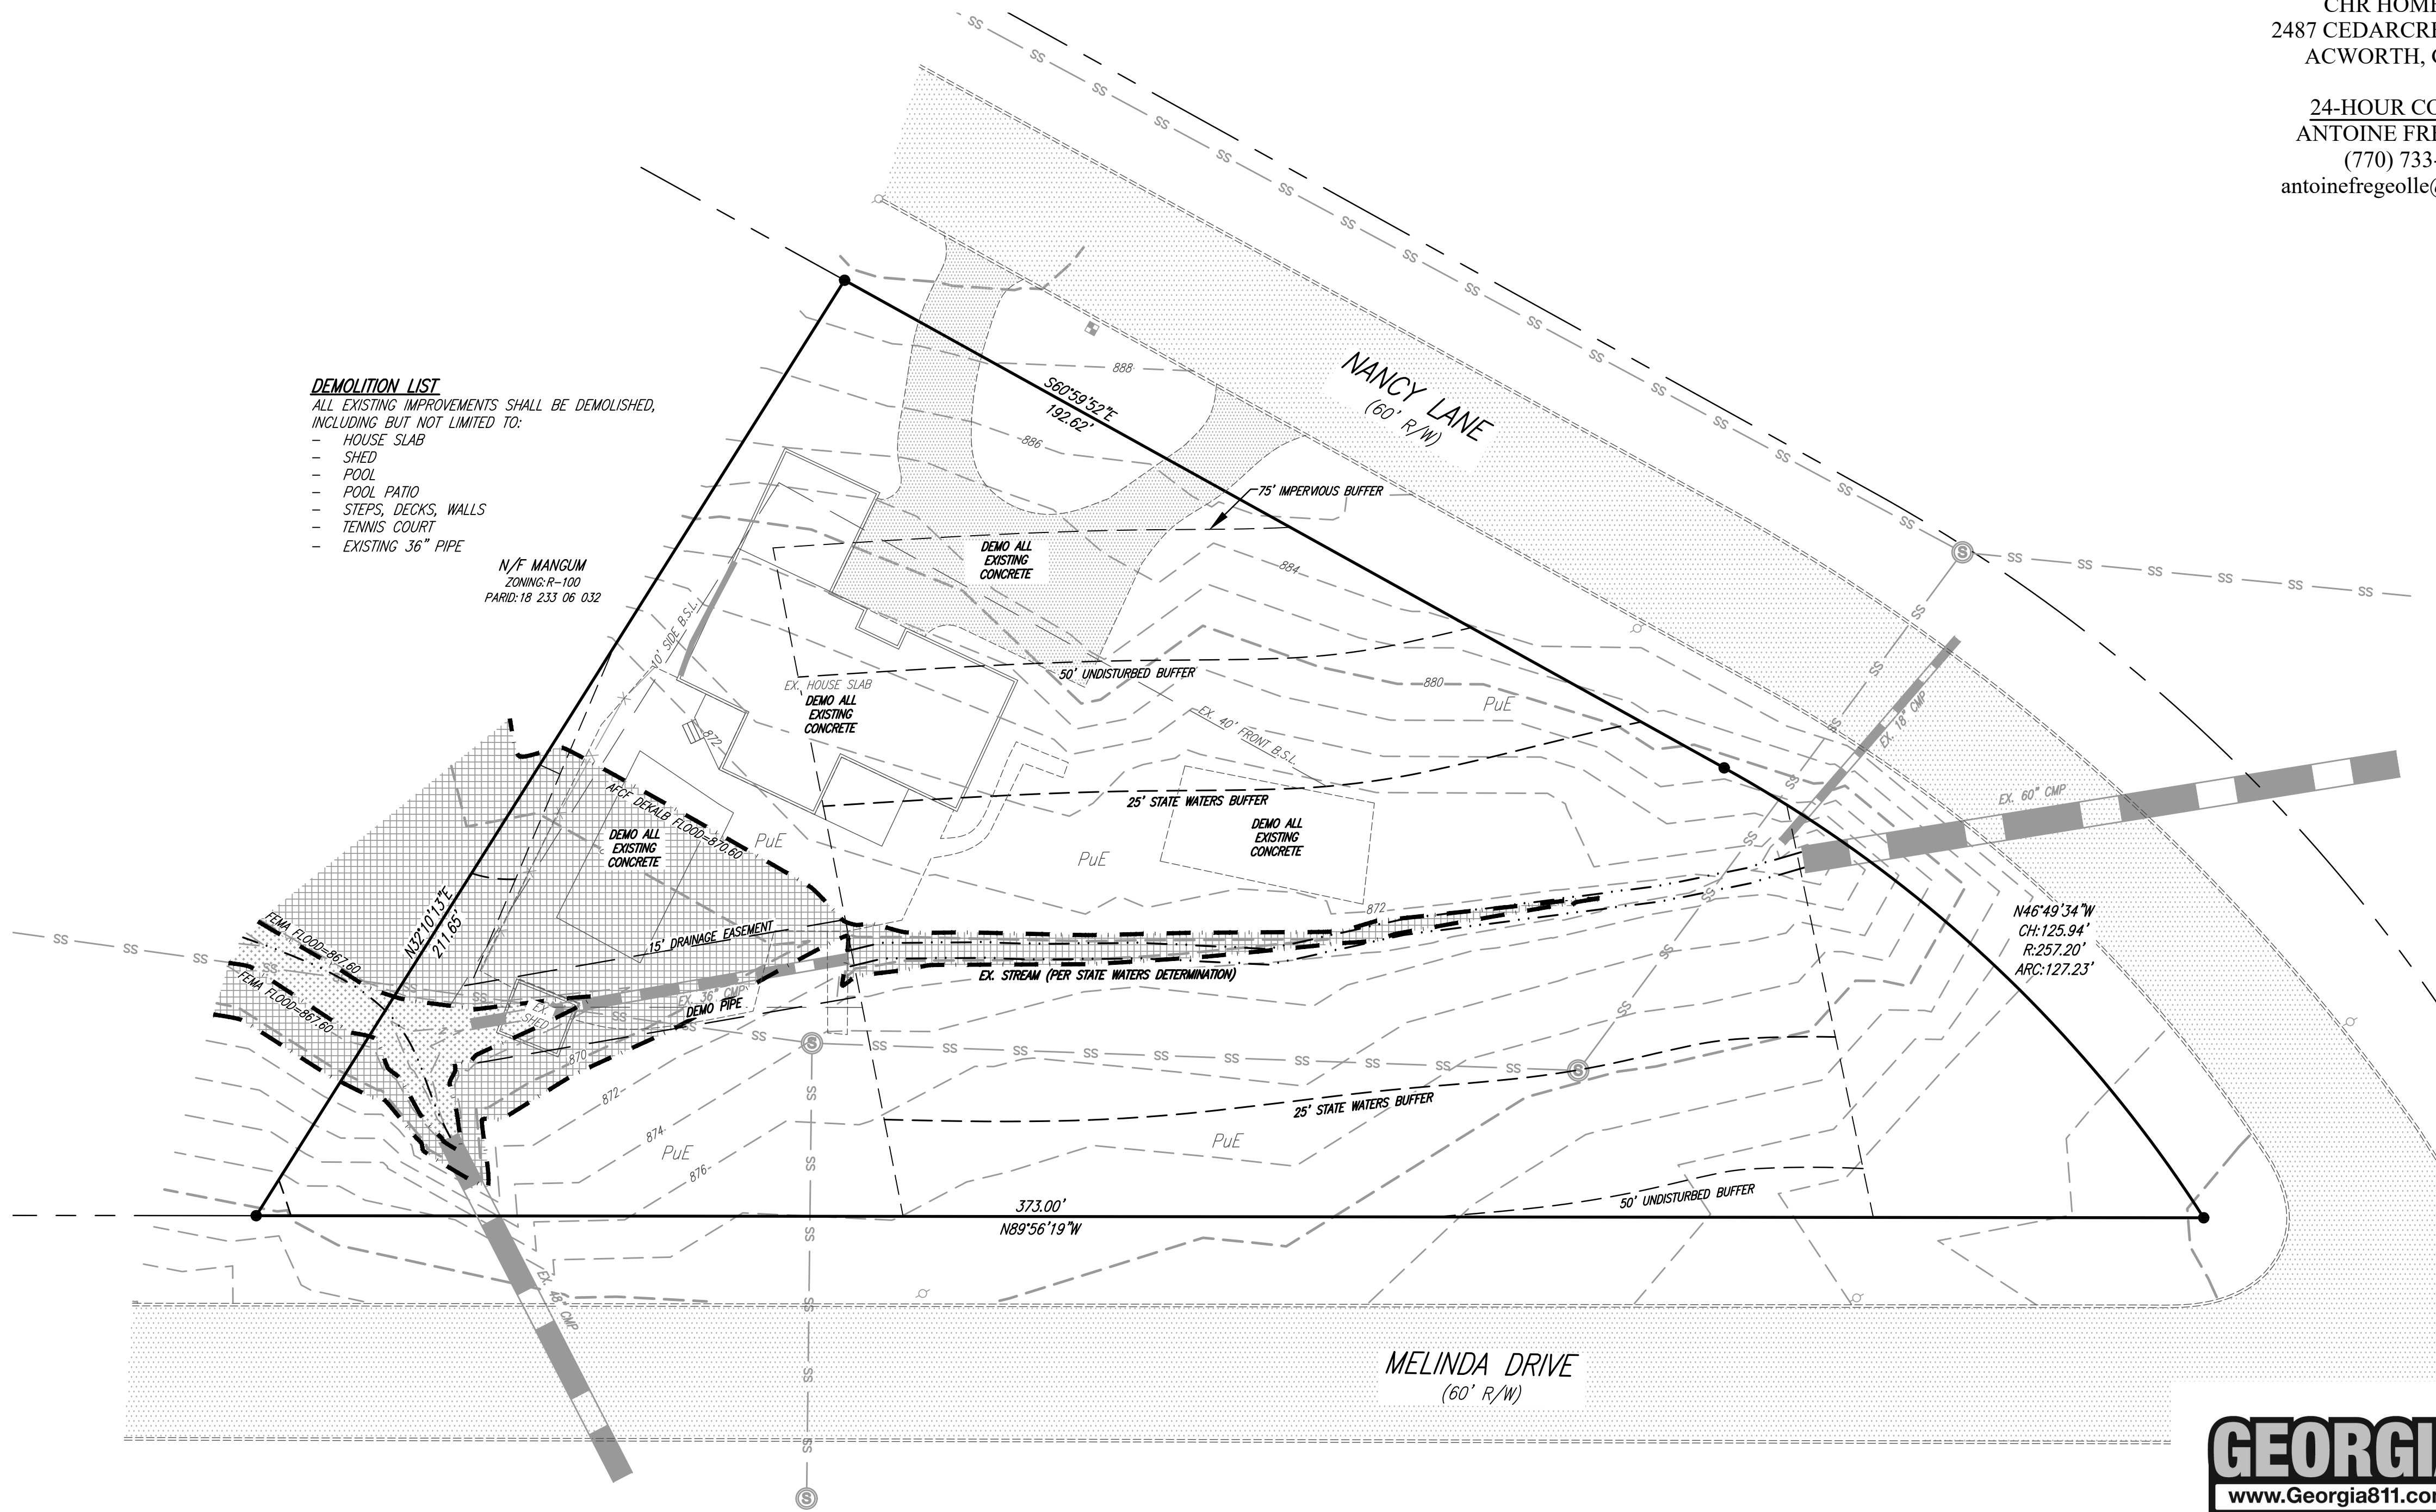 CHR HOME
2487 CEDARCRE
ACWORTH, G
24-HOUR CO
ANTOINE FRE
(770) 733-
antoinefregeolle@
DEMOLITION LIST
ALL EXISTING IMPROVEMENTS SHALL BE DEMOLISHED,
INCLUDING BUT NOT LIMITED TO:
- HOUSE SLAB
- SHED
- POOL
- POOL PATIO
- STEPS, DECKS, WALLS
- TENNIS COURT
- EXISTING 36" PIPE
N/F MANGUM
ZONING:R-100
PARID:18 233 06 032
NANCY LANE
(60' R/W)
S60°59'52"E
192.62'
888
886
884
880
75' IMPERVIOUS BUFFER
DEMO ALL
EXISTING
CONCRETE
10' SIDE B.S.L.
50' UNDISTURBED BUFFER
EX. HOUSE SLAB
DEMO ALL
EXISTING
CONCRETE
872
PuE
EX. 40' FRONT B.S.L.
EX. 18" CMP
EX. 60" CMP
25' STATE WATERS BUFFER
AFCF DEKALB FLOOD=870.60
DEMO ALL
EXISTING
CONCRETE
PuE
PuE
DEMO ALL
EXISTING
CONCRETE
872
N32°10'13"E
211.65'
FEMA FLOOD=867.60
FEMA FLOOD=867.60
15' DRAINAGE EASEMENT
EX. 36" CMP
DEMO PIPE
EX.
SHED
EX. STREAM (PER STATE WATERS DETERMINATION)
N46°49'34"W
CH:125.94'
R:257.20'
ARC:127.23'
870
872
874
876
PuE
PuE
25' STATE WATERS BUFFER
50' UNDISTURBED BUFFER
373.00'
N89°56'19"W
EX. 48" CMP
MELINDA DRIVE
(60' R/W)
SS
S
GEORGIA
www.Georgia811.com